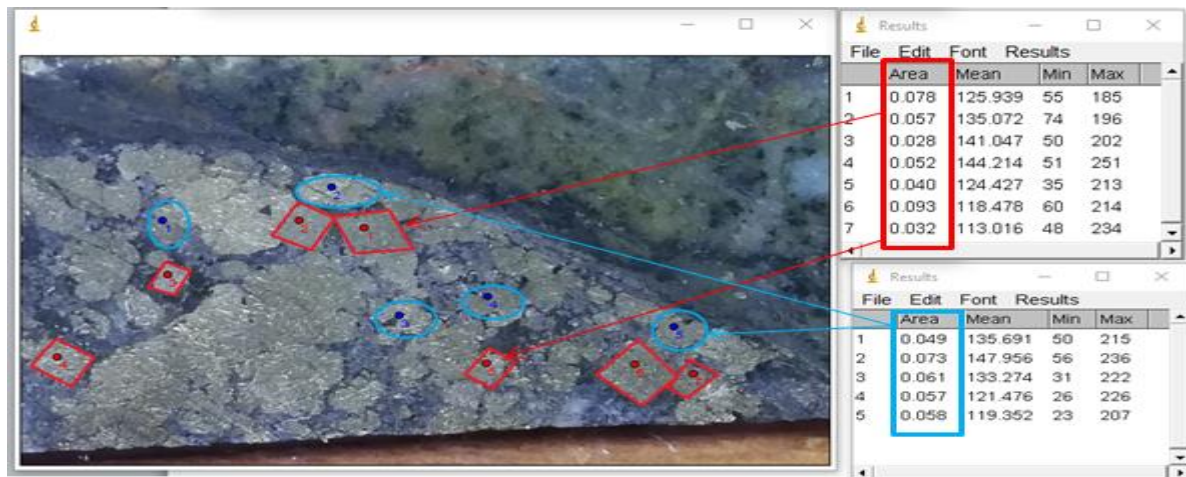 Results
File Edit Font Results
Area Mean Min Max
1 0.078 125.939 55 185
2 0.057 135.072 74 196
3 0.028 141.047 50 202
4 0.052 144.214 51 251
5 0.040 124.427 35 213
6 0.093 118.478 60 214
7 0.032 113.016 48 234
Results
File Edit Font Results
Area Mean Min Max
1 0.049 135.691 50 215
2 0.073 147.956 56 236
3 0.061 133.274 31 222
4 0.057 121.476 26 226
5 0.058 119.352 23 207